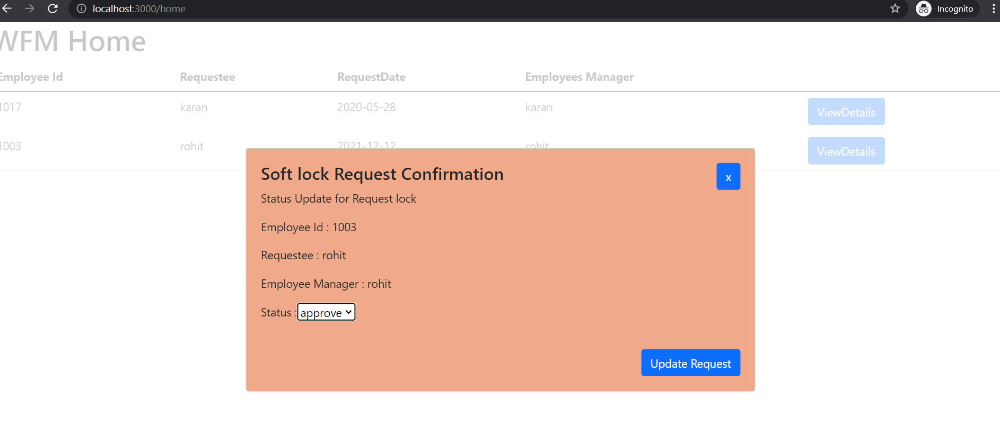 localhost:3000/home
Incognito
WFM Home
Employee Id Requestee RequestDate Employees Manager
1017 karan 2020-05-28 karan ViewDetails
1003 rohit 2021-12-12 rohit ViewDetails
Soft lock Request Confirmation x
Status Update for Request lock
Employee Id : 1003
Requestee : rohit
Employee Manager : rohit
Status : approve
Update Request